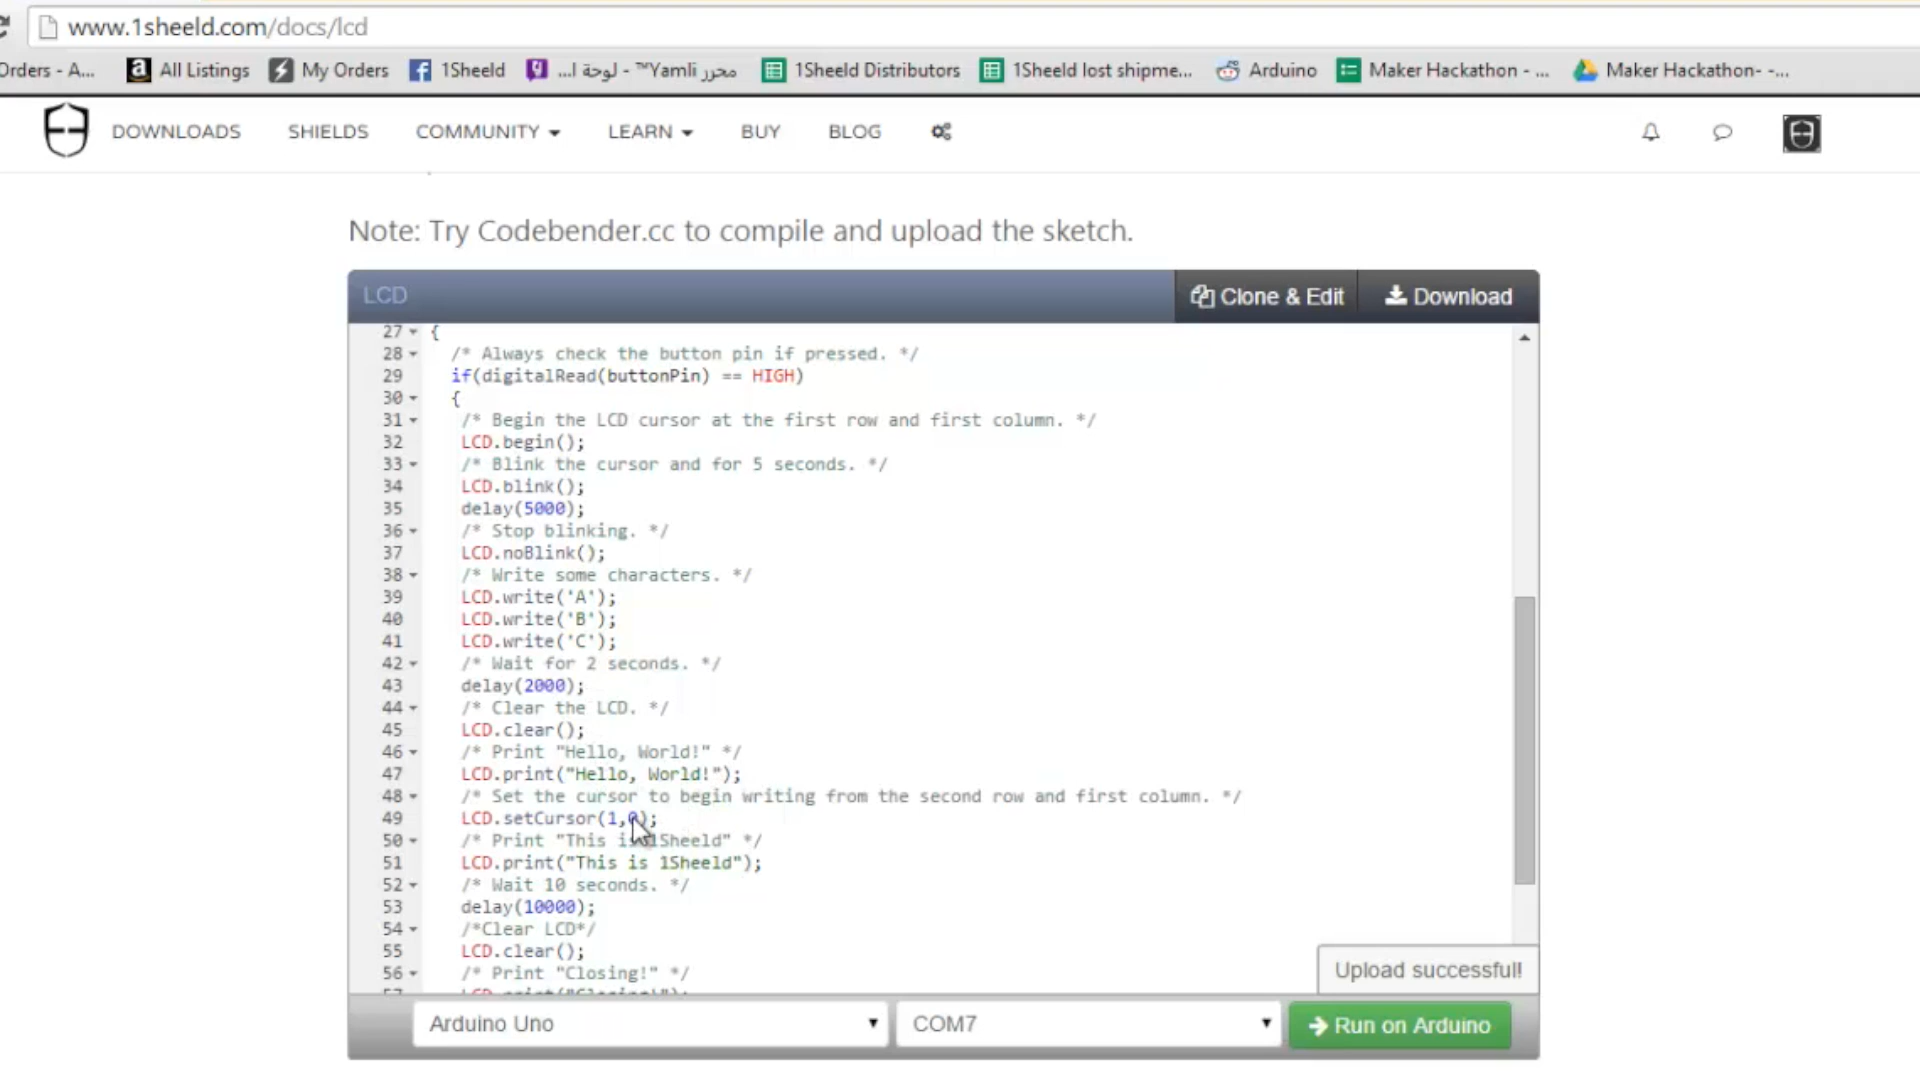 www.1sheeld.com/docs/lcd
Orders - A... All Listings My Orders 1Sheeld محرر Yamli™ - لوحة ا... 1Sheeld Distributors 1Sheeld lost shipme... Arduino Maker Hackathon - ... Maker Hackathon- -...
DOWNLOADS SHIELDS COMMUNITY LEARN BUY BLOG
Note: Try Codebender.cc to compile and upload the sketch.
LCD Clone & Edit Download
27 {
28 /* Always check the button pin if pressed. */
29 if(digitalRead(buttonPin) == HIGH)
30 {
31 /* Begin the LCD cursor at the first row and first column. */
32 LCD.begin();
33 /* Blink the cursor and for 5 seconds. */
34 LCD.blink();
35 delay(5000);
36 /* Stop blinking. */
37 LCD.noBlink();
38 /* Write some characters. */
39 LCD.write('A');
40 LCD.write('B');
41 LCD.write('C');
42 /* Wait for 2 seconds. */
43 delay(2000);
44 /* Clear the LCD. */
45 LCD.clear();
46 /* Print "Hello, World!" */
47 LCD.print("Hello, World!");
48 /* Set the cursor to begin writing from the second row and first column. */
49 LCD.setCursor(1,0);
50 /* Print "This is 1Sheeld" */
51 LCD.print("This is 1Sheeld");
52 /* Wait 10 seconds. */
53 delay(10000);
54 /*Clear LCD*/
55 LCD.clear();
56 /* Print "Closing!" */
57 LCD.print("Closing!");
Upload successful!
Arduino Uno COM7 Run on Arduino